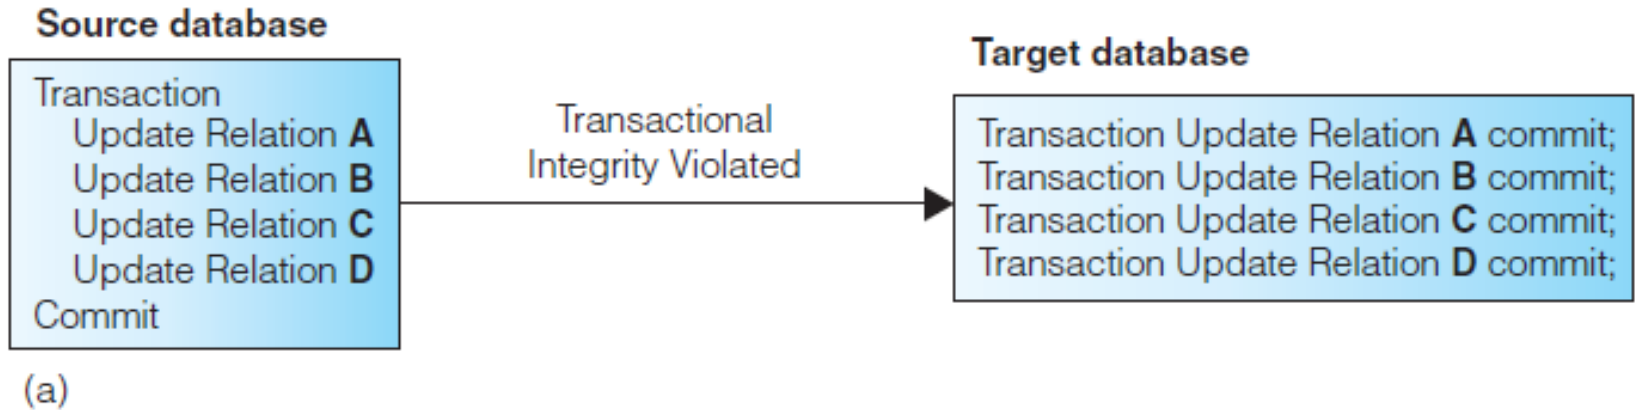 Source database
Transaction
Update Relation A
Update Relation B
Update Relation C
Update Relation D
Commit
Transactional
Integrity Violated
Target database
Transaction Update Relation A commit;
Transaction Update Relation B commit;
Transaction Update Relation C commit;
Transaction Update Relation D commit;
(a)